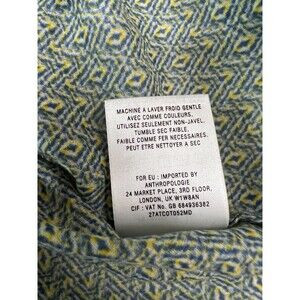 MACHINE A LAVER FROID GENTLE
AVEC COMME COULEURS,
UTILISEZ SEULEMENT NON-JAVEL.
TUMBLE SEC FAIBLE,
FAIBLE COMME FER NECESSAIRES.
PEUT ETRE NETTOYER A SEC
FOR EU : IMPORTED BY
ANTHROPOLOGIE
24 MARKET PLACE, 3RD FLOOR,
LONDON, UK W1W8AN
CIF : VAT No. GB 684936382
27ATCOT052MD